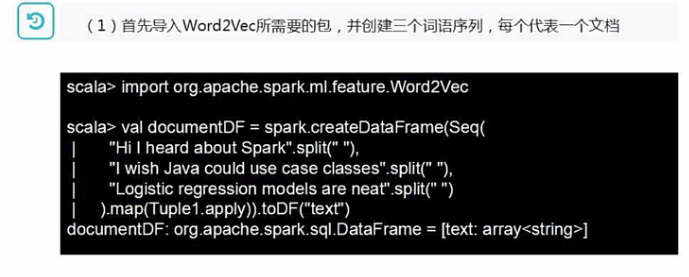 （1）首先导入Word2Vec所需要的包，并创建三个词语序列，每个代表一个文档
scala> import org.apache.spark.ml.feature.Word2Vec
scala> val documentDF = spark.createDataFrame(Seq(
| "Hi I heard about Spark".split(" "),
| "I wish Java could use case classes".split(" "),
| "Logistic regression models are neat".split(" ")
| ).map(Tuple1.apply)).toDF("text")
documentDF: org.apache.spark.sql.DataFrame = [text: array<string>]